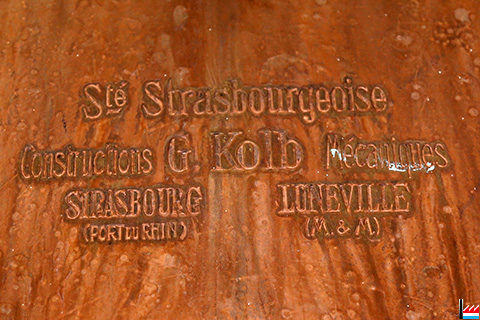 Sté Strasbourgeoise
Constructions G. Kolb Mécaniques
STRASBOURG LUNEVILLE
(PORT DU RHIN) (M. & M.)